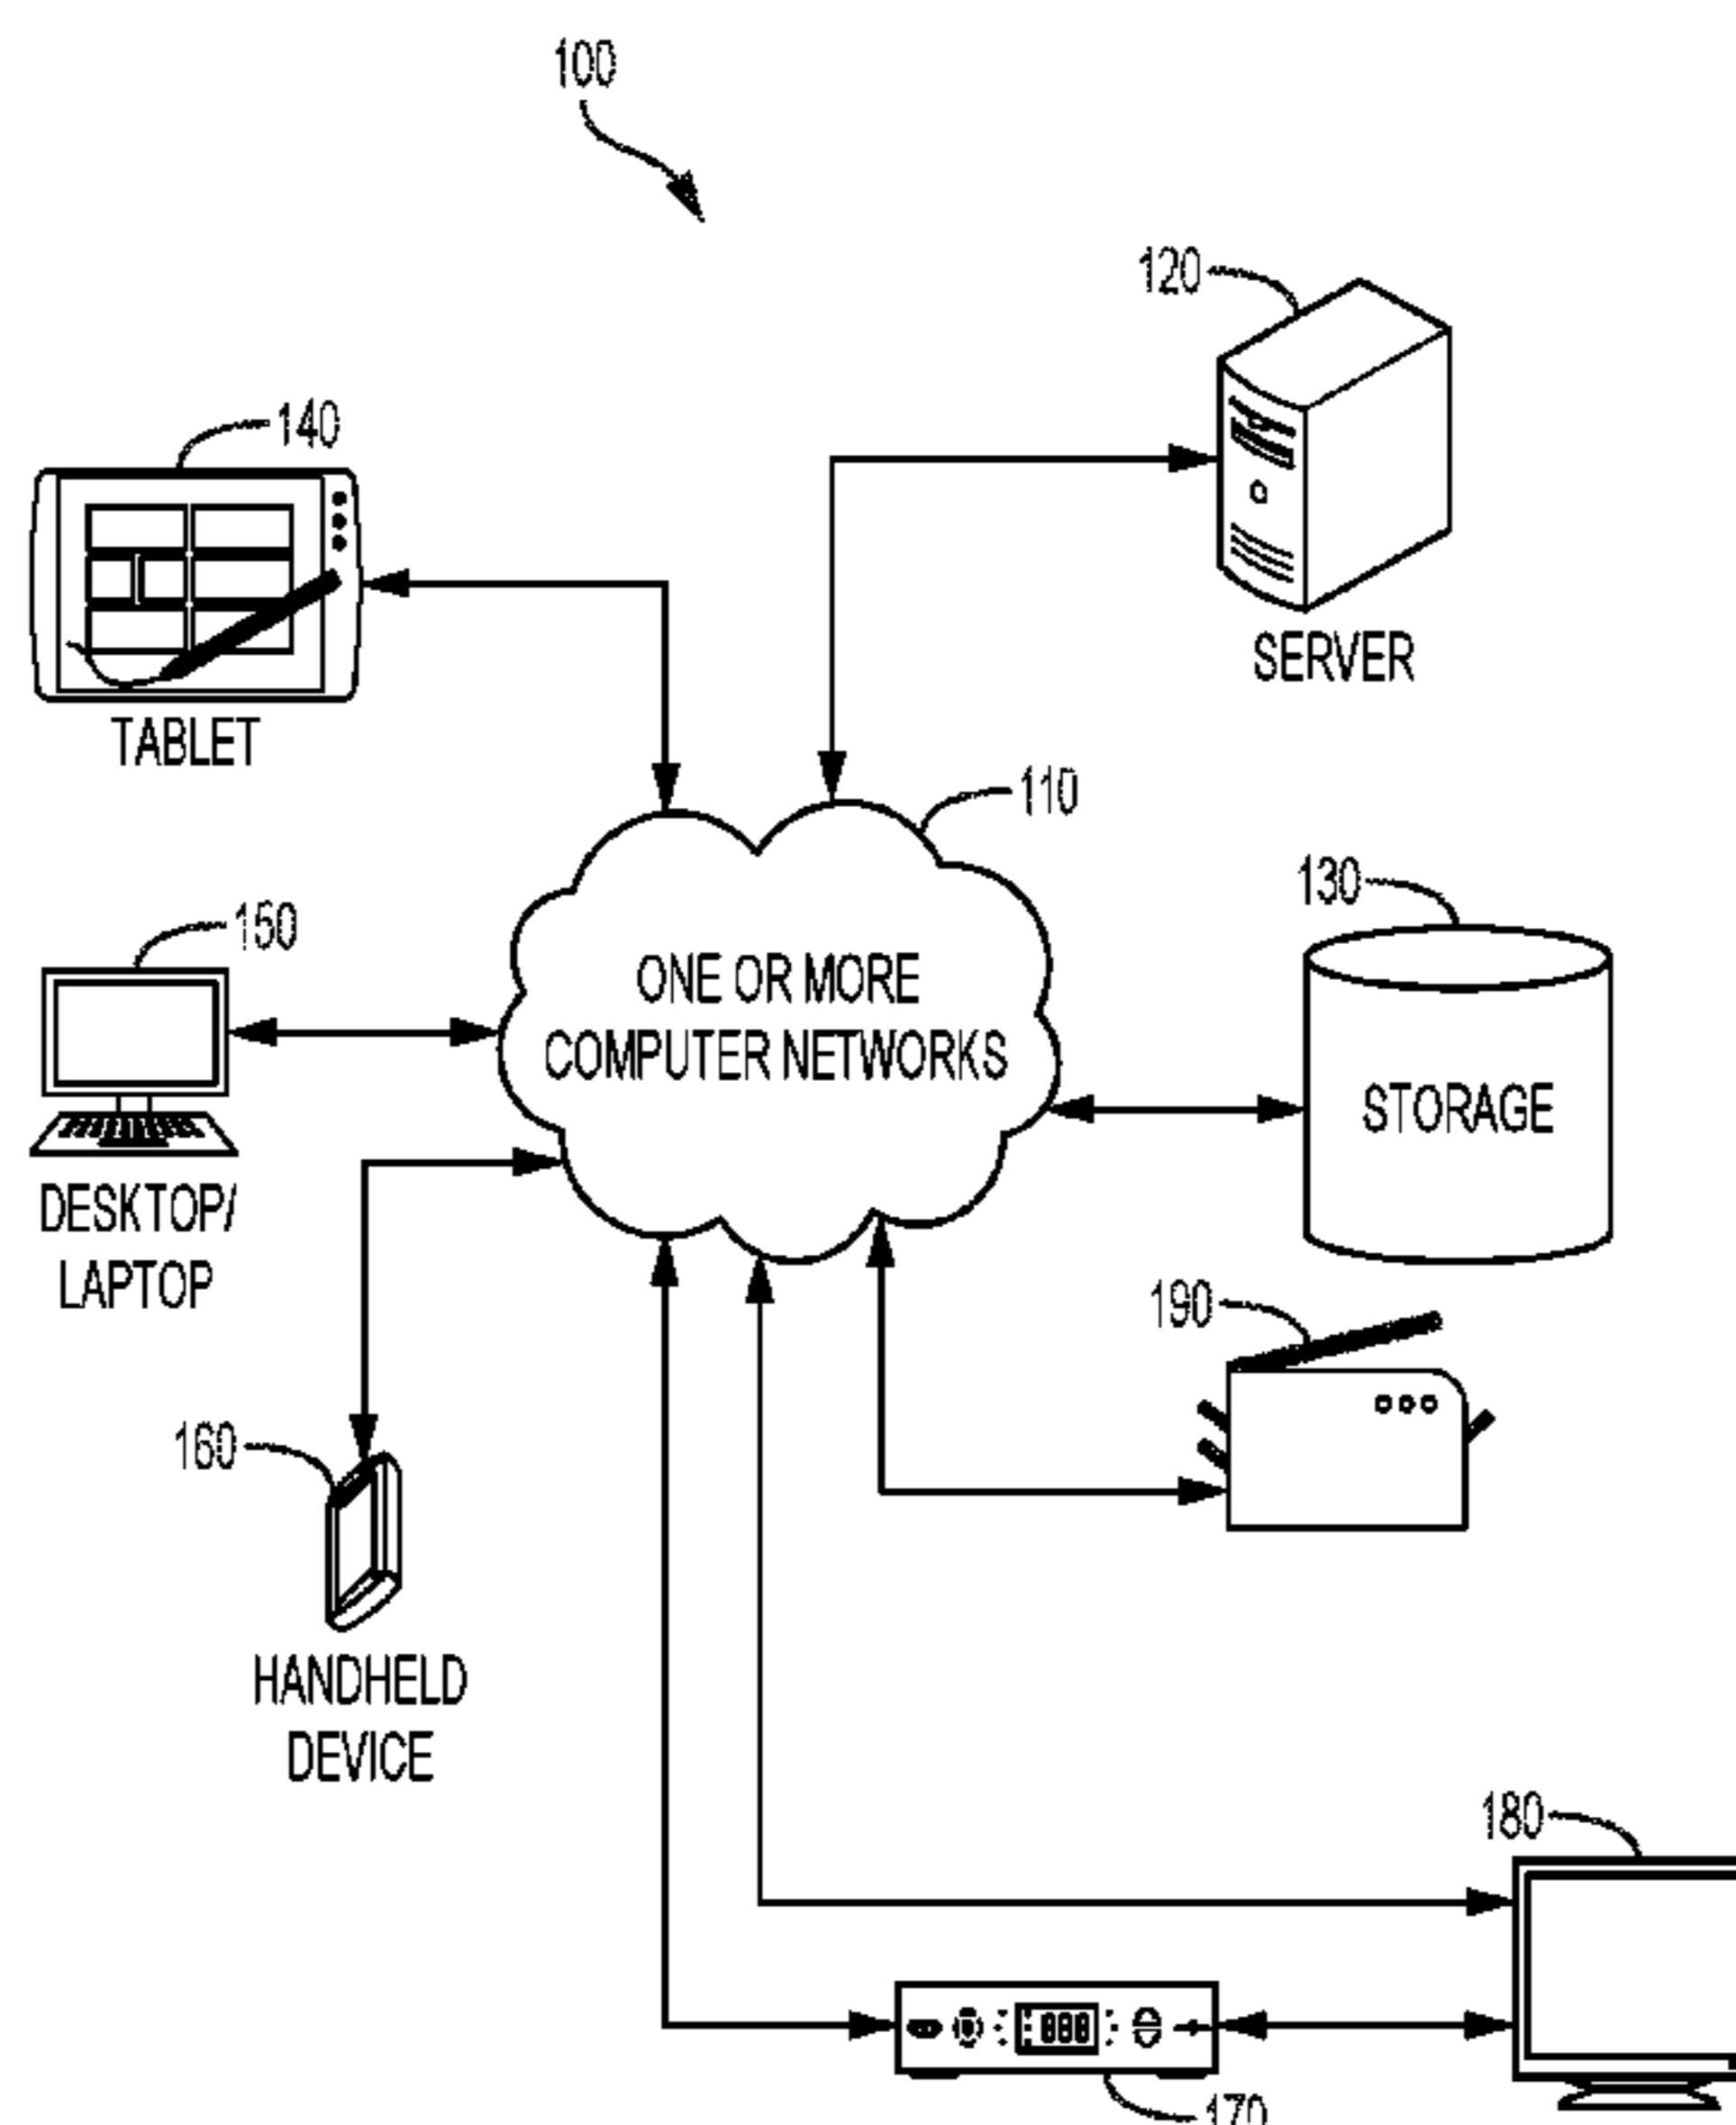 100
120
140
SERVER
TABLET
110
130
150
ONE OR MORE
COMPUTER NETWORKS
STORAGE
DESKTOP/
LAPTOP
190
160
HANDHELD
DEVICE
180
888
170